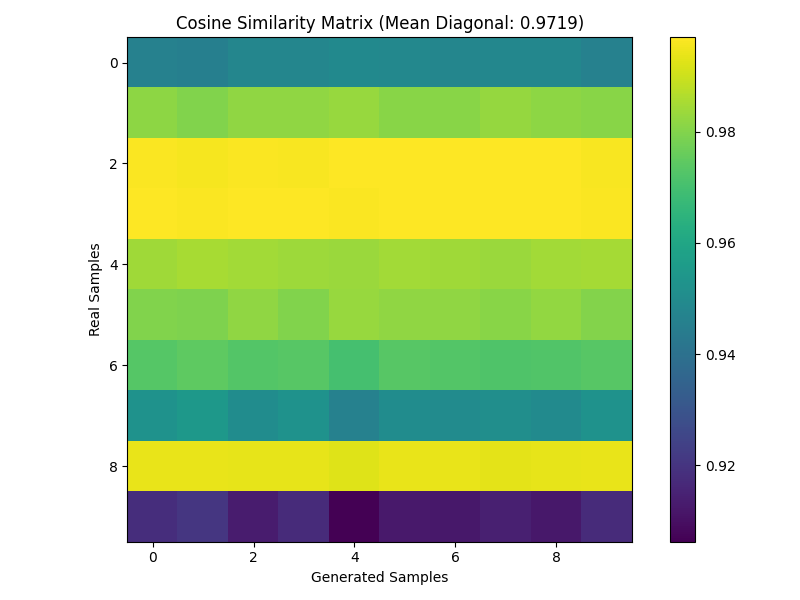 Cosine Similarity Matrix (Mean Diagonal: 0.9719)
0
2
4
6
8
Real Samples
0 2 4 6 8
Generated Samples
0.98
0.96
0.94
0.92